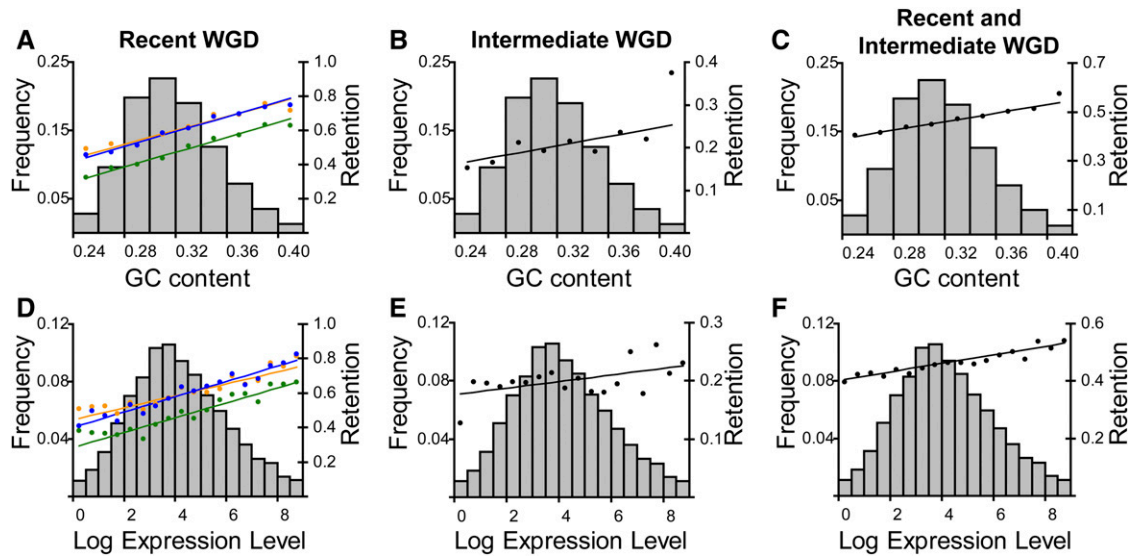 A
Recent WGD
B
Intermediate WGD
C
Recent and
Intermediate WGD
Frequency
0.25
0.15
0.05
1.0
0.8
0.6
0.4
0.2
Retention
0.24
0.28
0.32
0.36
0.40
GC content
Frequency
0.25
0.15
0.05
0.4
0.3
0.2
0.1
Retention
0.24
0.28
0.32
0.36
0.40
GC content
Frequency
0.25
0.15
0.05
0.7
0.5
0.3
0.1
Retention
0.24
0.28
0.32
0.36
0.40
GC content
D
Frequency
0.12
0.08
0.04
1.0
0.8
0.6
0.4
0.2
Retention
0 2 4 6 8
Log Expression Level
E
Frequency
0.12
0.08
0.04
0.3
0.2
0.10
Retention
0 2 4 6 8
Log Expression Level
F
Frequency
0.12
0.08
0.04
0.6
0.4
0.2
Retention
0 2 4 6 8
Log Expression Level